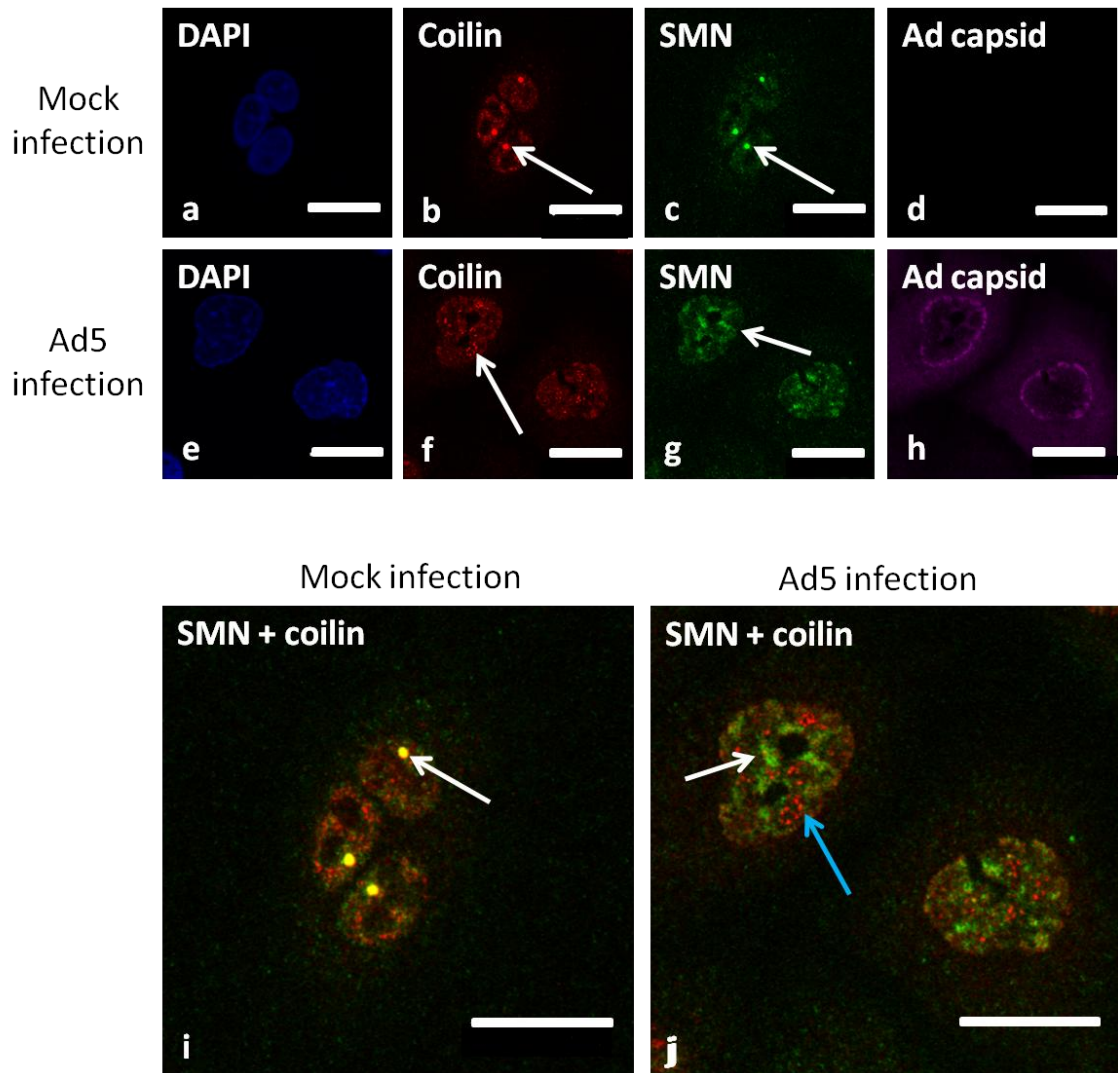 DAPI Coilin SMN Ad capsid
Mock
infection
a b c d
DAPI Coilin SMN Ad capsid
Ad5
infection
e f g h
Mock infection Ad5 infection
SMN + coilin SMN + coilin
i j